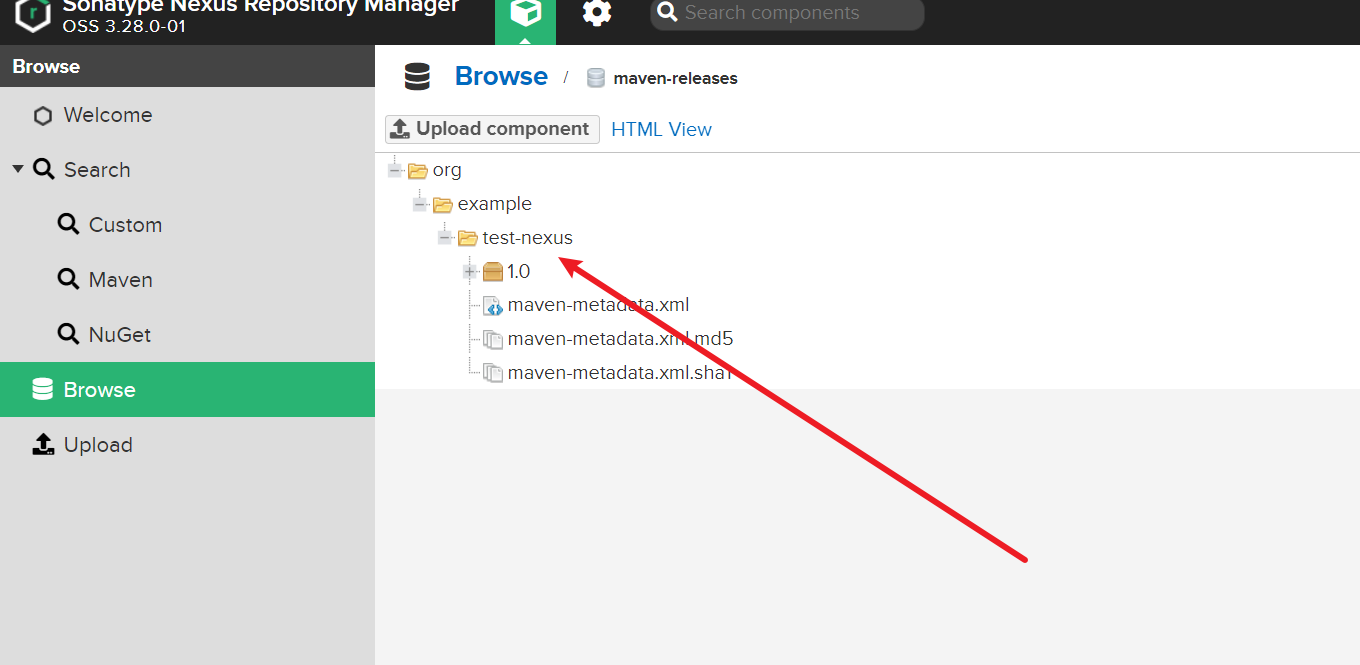 Sonatype Nexus Repository Manager
OSS 3.28.0-01
Search components
Browse
Welcome
Search
Custom
Maven
NuGet
Browse
Upload
Browse / maven-releases
Upload component HTML View
org
example
test-nexus
1.0
maven-metadata.xml
maven-metadata.xml.md5
maven-metadata.xml.sha1